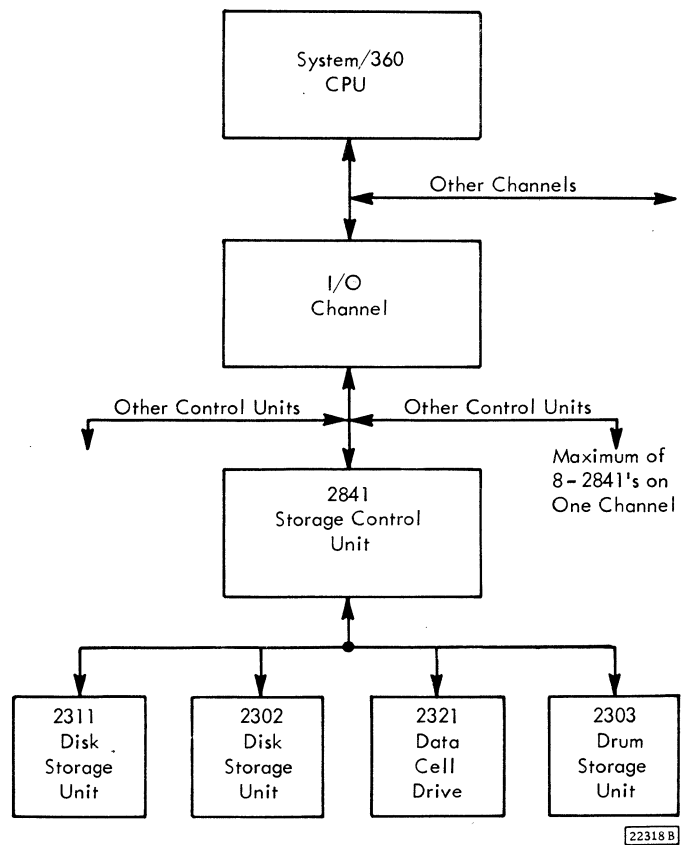 System/360
CPU
Other Channels
I/O
Channel
Other Control Units
Other Control Units
Maximum of
8-2841's on
One Channel
2841
Storage Control
Unit
2311
Disk
Storage
Unit
2302
Disk
Storage
Unit
2321
Data
Cell
Drive
2303
Drum
Storage
Unit
22318 B